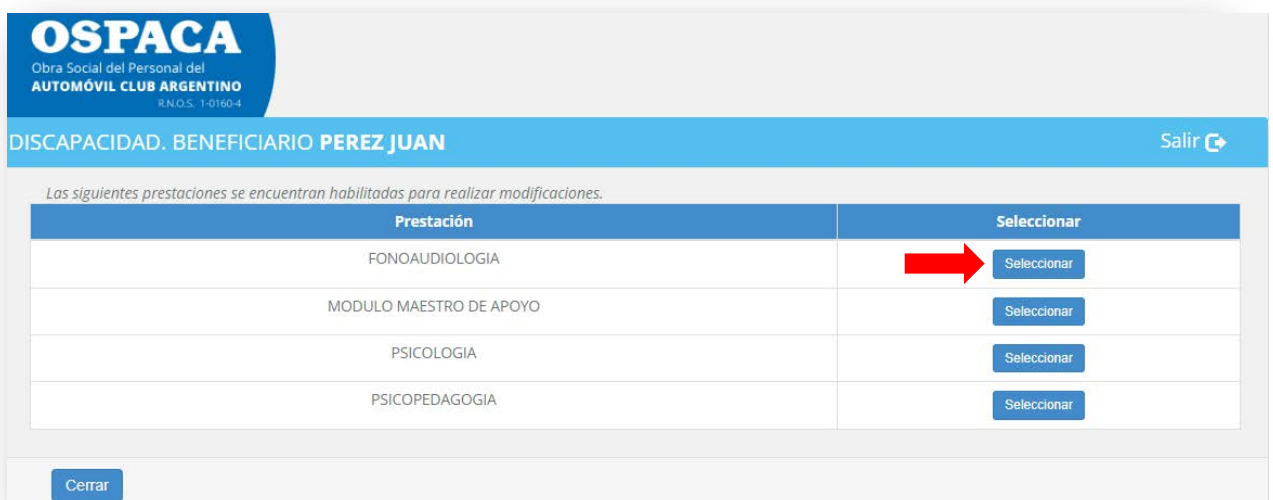 OSPACA
Obra Social del Personal del
AUTOMÓVIL CLUB ARGENTINO
R.N.O.S. 1-0160-4
DISCAPACIDAD. BENEFICIARIO PEREZ JUAN Salir
Las siguientes prestaciones se encuentran habilitadas para realizar modificaciones.
Prestación Seleccionar
FONOAUDIOLOGIA Seleccionar
MODULO MAESTRO DE APOYO Seleccionar
PSICOLOGIA Seleccionar
PSICOPEDAGOGIA Seleccionar
Cerrar